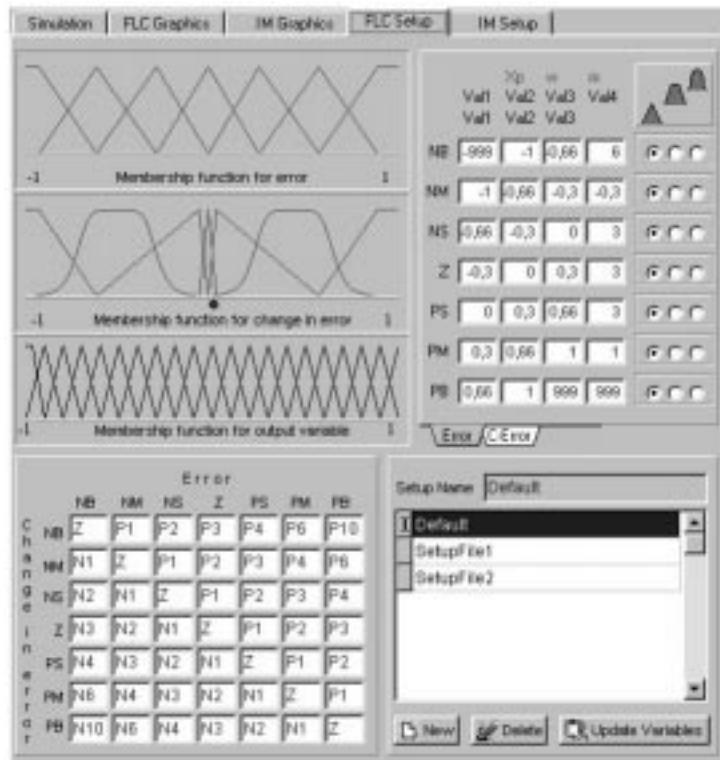 Simulation FLC Graphics IM Graphics FLC Setup IM Setup
-1 Membership function for error 1
-1 Membership function for change in error 1
-1 Membership function for output variable 1
Xp
Val1 Val2 Val3 Val4
Val1 Val2 Val3
NB -999 -1 -0,66 6
NM -1 -0,66 -0,3 -0,3
NS -0,66 -0,3 0 3
Z -0,3 0 0,3 3
PS 0 0,3 0,66 3
PM 0,3 0,66 1 1
PB 0,66 1 999 999
Error C-Error
Error
NB NM NS Z PS PM PB
Change in error
NB Z P1 P2 P3 P4 P6 P10
NM N1 Z P1 P2 P3 P4 P6
NS N2 N1 Z P1 P2 P3 P4
Z N3 N2 N1 Z P1 P2 P3
PS N4 N3 N2 N1 Z P1 P2
PM N6 N4 N3 N2 N1 Z P1
PB N10 N6 N4 N3 N2 N1 Z
Setup Name Default
Default
SetupFile1
SetupFile2
New Delete Update Variables